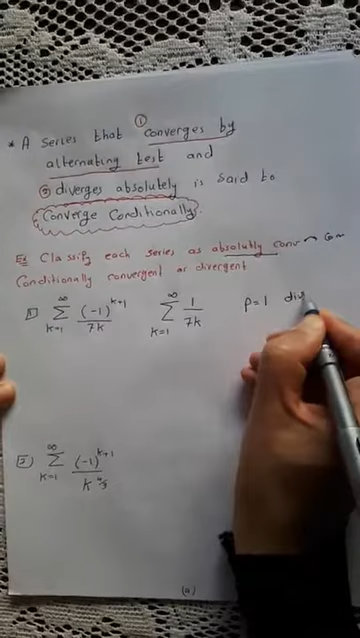 ①
* A Series that converges by
alternating test and
② diverges absolutely is said to
Converge Conditionally.
Ex Classify each series as absolutly conv
Conditionally convergent or divergent
1 ∞ Σ k=1 (-1)^{k+1} / 7k ∞ Σ k=1 1 / 7k P=1 div
2 ∞ Σ k=1 (-1)^{k+1} / k^{4/3}
(a)